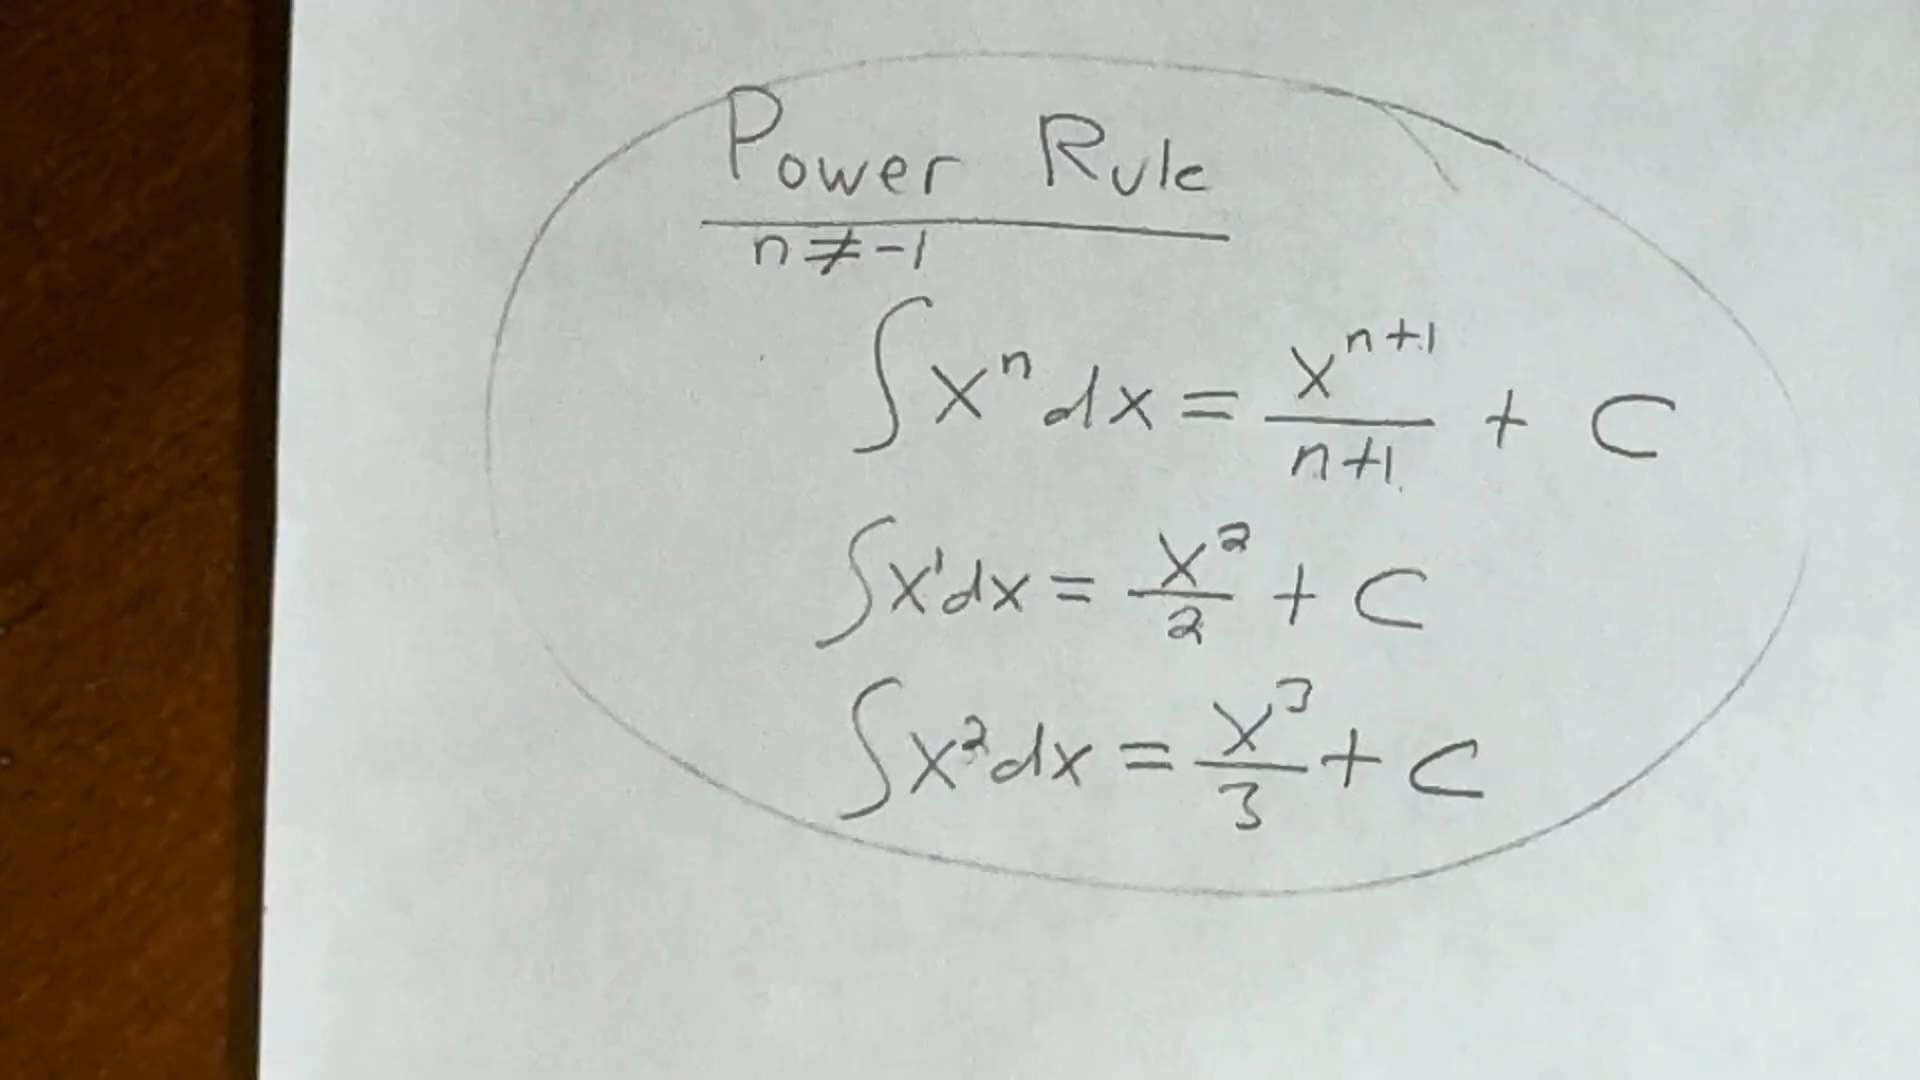 Power Rule
n ≠ -1
∫xⁿdx = xⁿ⁺¹/n+1 + C
∫x¹dx = x²/2 + C
∫x²dx = x³/3 + C